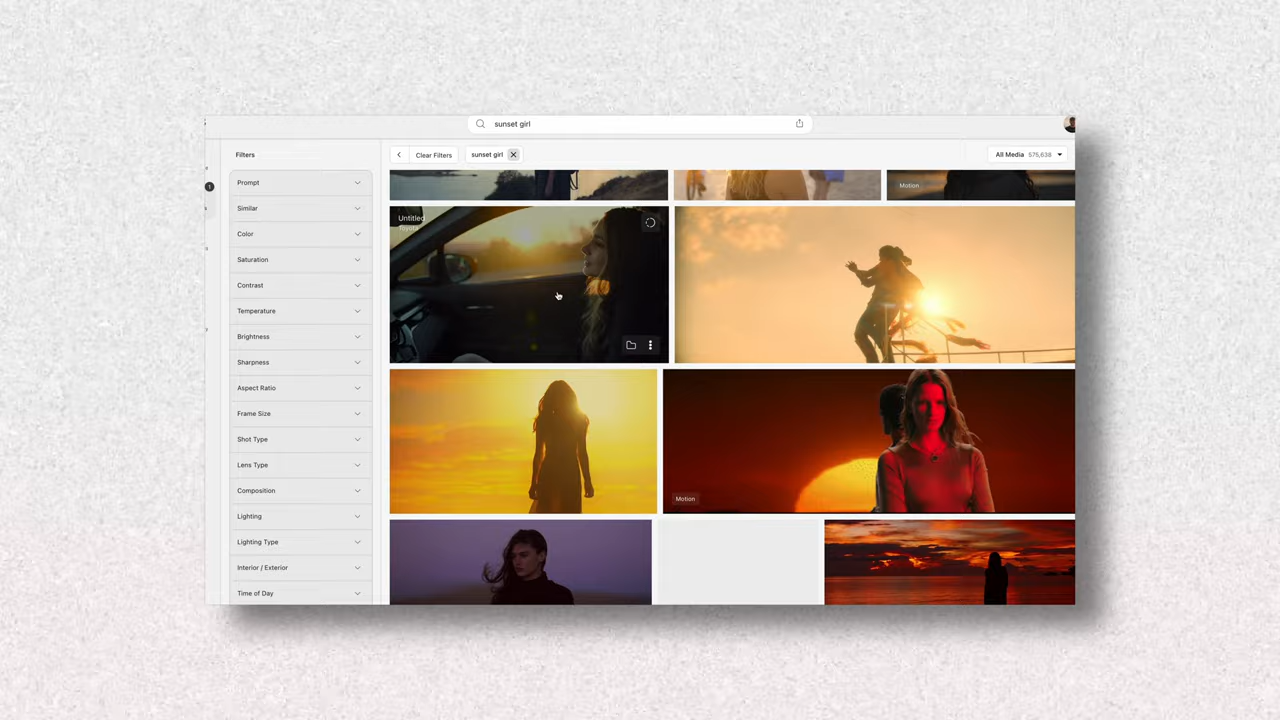 sunset girl
Filters
Clear Filters
sunset girl
All Media 575,638
Prompt
Similar
Color
Saturation
Contrast
Temperature
Brightness
Sharpness
Aspect Ratio
Frame Size
Shot Type
Lens Type
Composition
Lighting
Lighting Type
Interior / Exterior
Time of Day
Motion
Untitled
Toyota
Motion
1